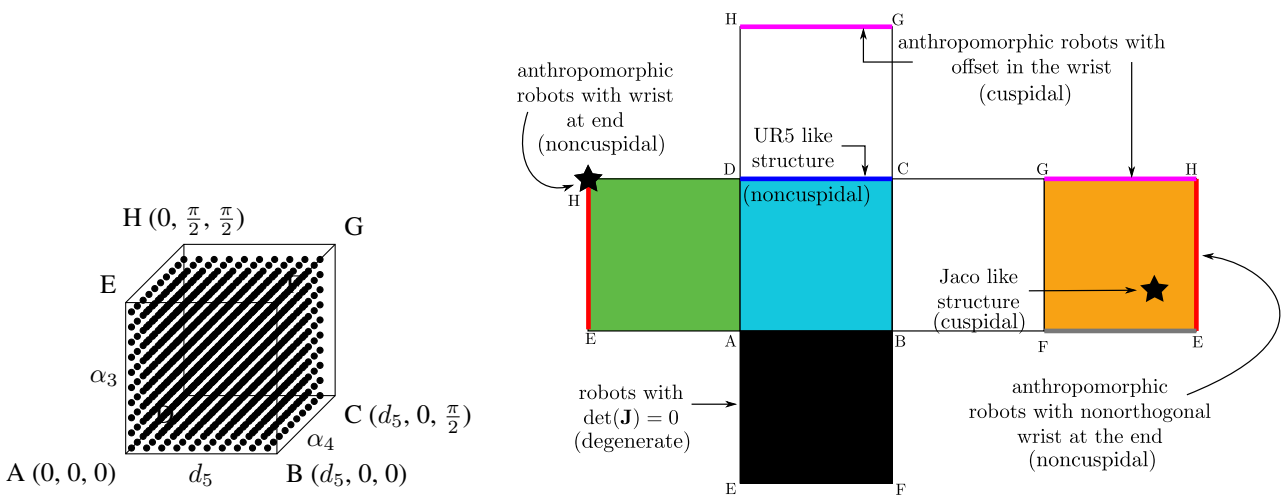 H (0, π/2, π/2)
G
E
F
α₃
D
C (d₅, 0, π/2)
α₄
A (0, 0, 0)
d₅
B (d₅, 0, 0)
H
G
anthropomorphic robots with
offset in the wrist
(cuspidal)
anthropomorphic
robots with wrist
at end
(noncuspidal)
UR5 like
structure
D
C
G
H
H
(noncuspidal)
Jaco like
structure
(cuspidal)
E
A
B
F
E
robots with
det(J) = 0
(degenerate)
anthropomorphic
robots with nonorthogonal
wrist at the end
(noncuspidal)
E
F